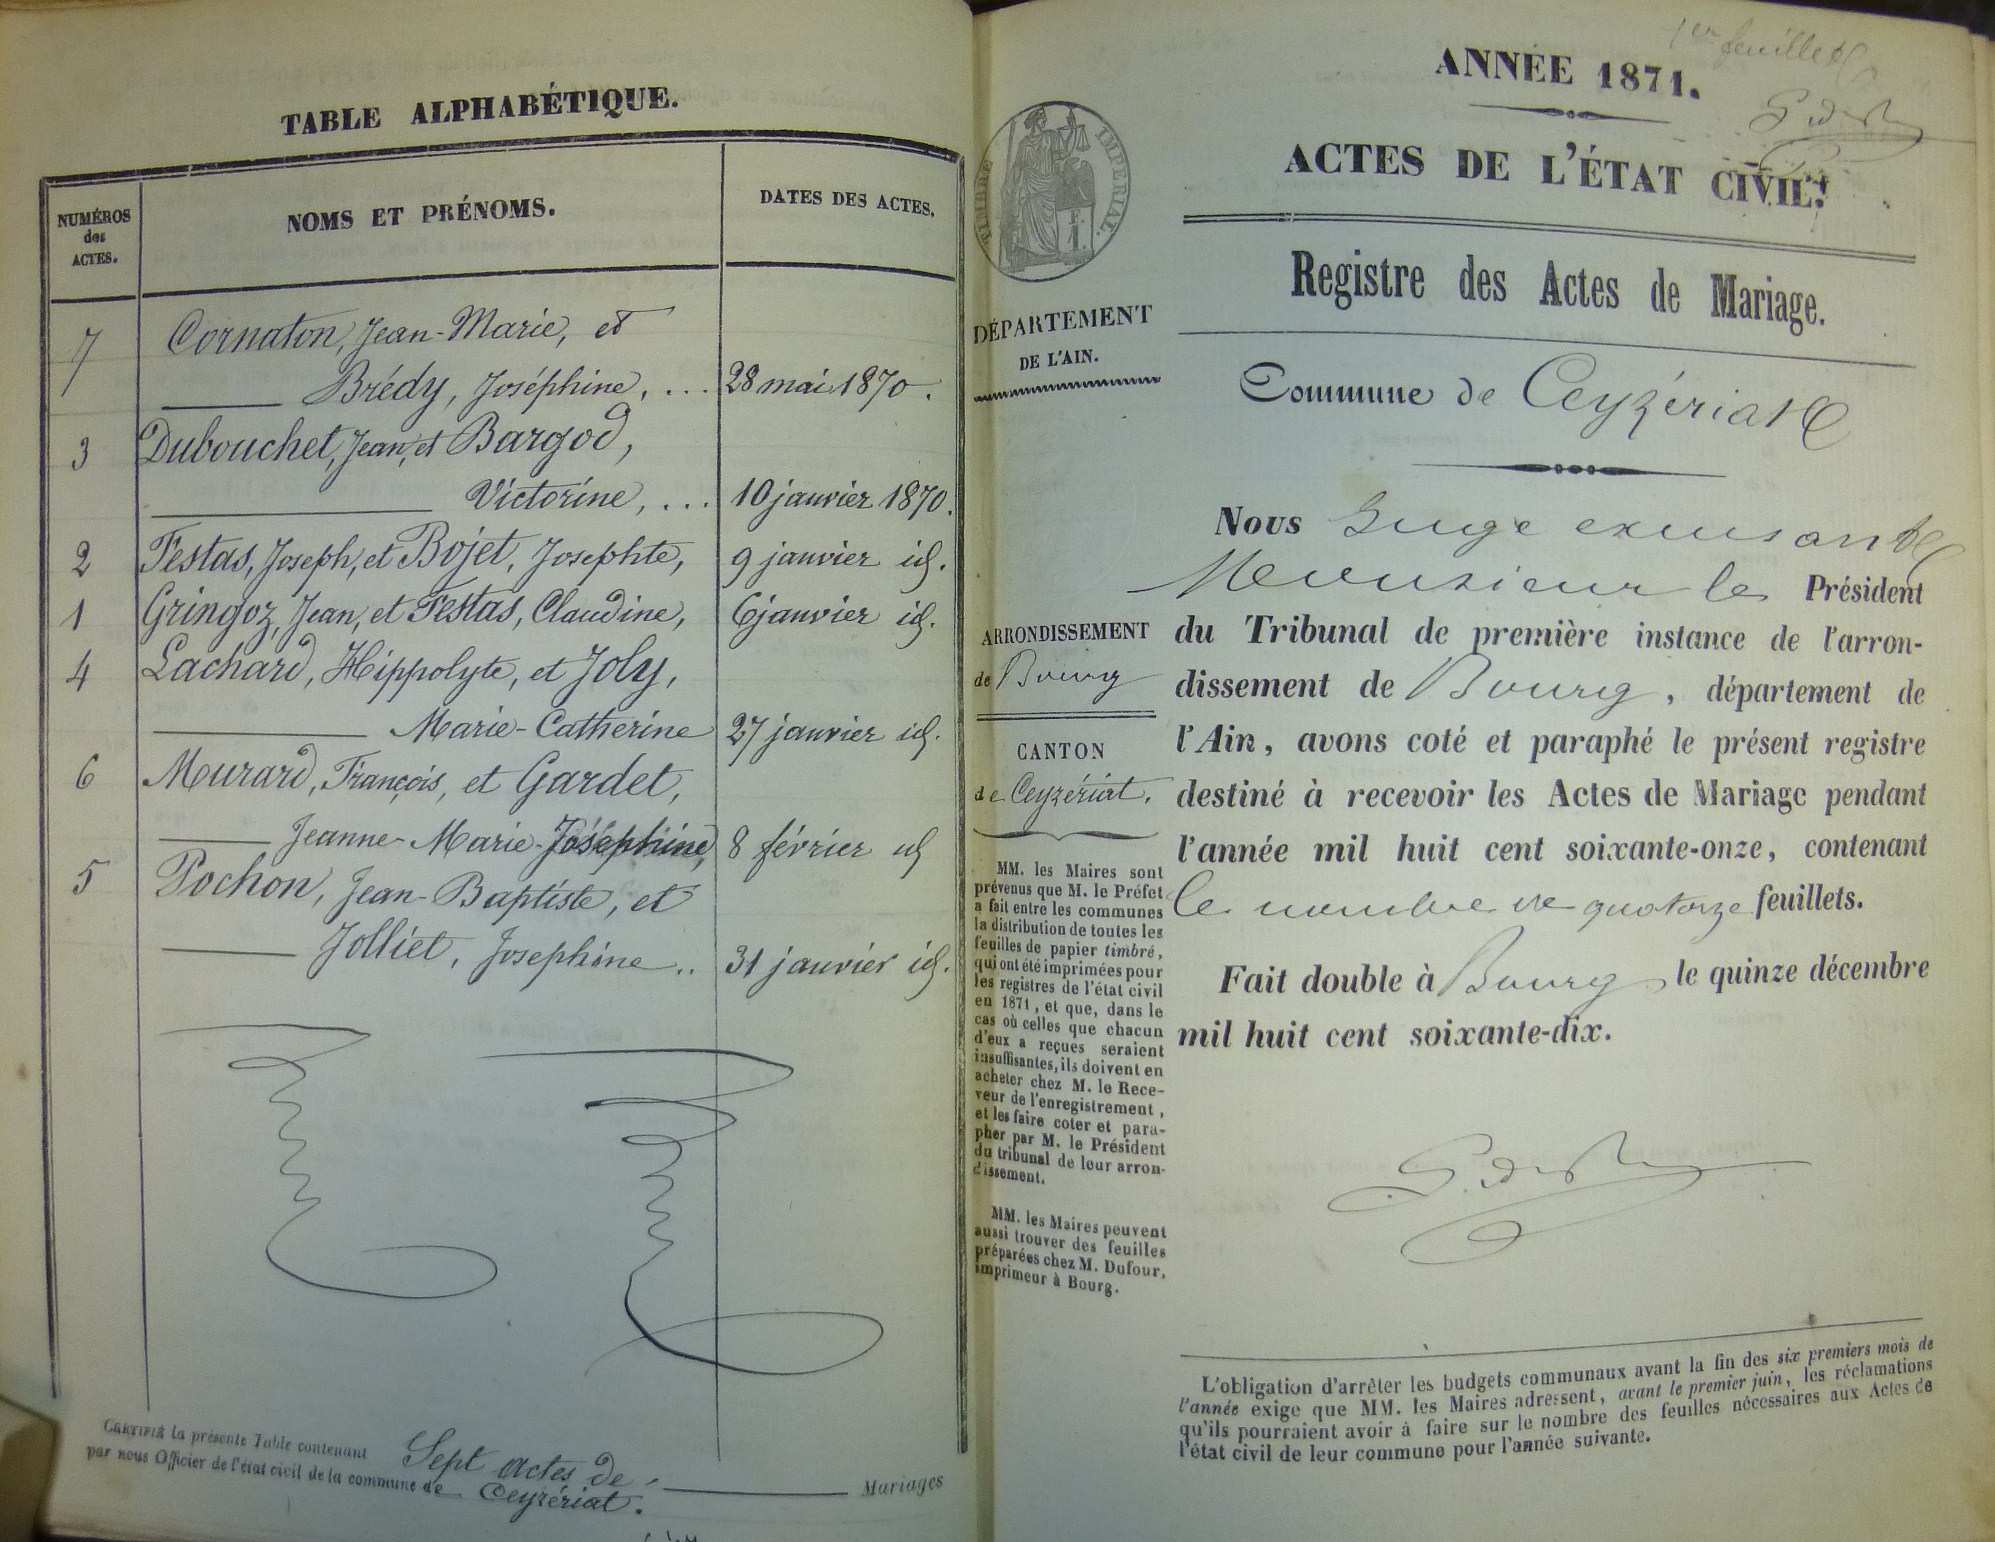 TABLE ALPHABÉTIQUE.
NUMÉROS
des
ACTES.
NOMS ET PRÉNOMS.
DATES DES ACTES.
7 Cornaton, Jean-Marie, et
Brédy, Joséphine, ... 28 mai 1870.
3 Dubouchet, Jean, et Bargod,
Victorine, ... 10 janvier 1870.
2 Festas, Joseph, et Bojet, Josephte, 9 janvier id.
1 Gringoz, Jean, et Festas, Claudine, 6 janvier id.
4 Lachard, Hippolyte, et Joly,
Marie-Catherine 27 janvier id.
6 Murard, François, et Gardet,
Jeanne-Marie-Joséphine, 8 février id
5 Pochon, Jean-Baptiste, et
Jolliet, Josephine .. 31 janvier id.
CERTIFIÉ la présente Table contenant Sept actes de Mariages
par nous Officier de l'état civil de la commune de Ceyzériat.
1er feuillet
ANNÉE 1871.
ACTES DE L'ÉTAT CIVIL.
TIMBRE IMPERIAL.
Registre des Actes de Mariage.
DÉPARTEMENT
DE L'AIN.
Commune de Ceyzériat
ARRONDISSEMENT
de Bourg
CANTON
de Ceyzériat.
MM. les Maires sont
prévenus que M. le Préfet
a fait entre les communes
la distribution de toutes les
feuilles de papier timbré,
qui ont été imprimées pour
les registres de l'état civil
en 1871, et que, dans le
cas où celles que chacun
d'eux a reçues seraient
insuffisantes, ils doivent en
acheter chez M. le Rece-
veur de l'enregistrement,
et les faire coter et para-
pher par M. le Président
du tribunal de leur arron-
dissement.
MM. les Maires peuvent
aussi trouver des feuilles
préparées chez M. Dufour,
imprimeur à Bourg.
Nous Juge
Monsieur le Président
du Tribunal de première instance de l'arron-
dissement de Bourg, département de
l'Ain, avons coté et paraphé le présent registre
destiné à recevoir les Actes de Mariage pendant
l'année mil huit cent soixante-onze, contenant
le nombre de quatorze feuillets.
Fait double à Bourg le quinze décembre
mil huit cent soixante-dix.
L'obligation d'arrêter les budgets communaux avant la fin des six premiers mois de
l'année exige que MM. les Maires adressent, avant le premier juin, les réclamations
qu'ils pourraient avoir à faire sur le nombre des feuilles nécessaires aux Actes de
l'état civil de leur commune pour l'année suivante.